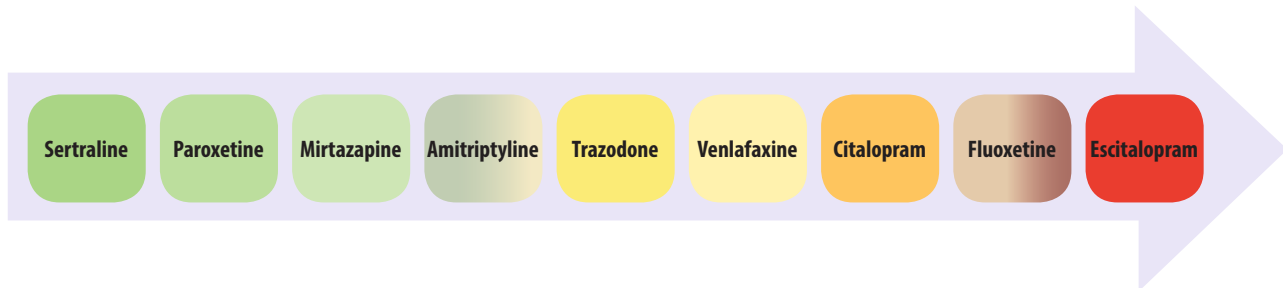 Sertraline Paroxetine Mirtazapine Amitriptyline Trazodone Venlafaxine Citalopram Fluoxetine Escitalopram